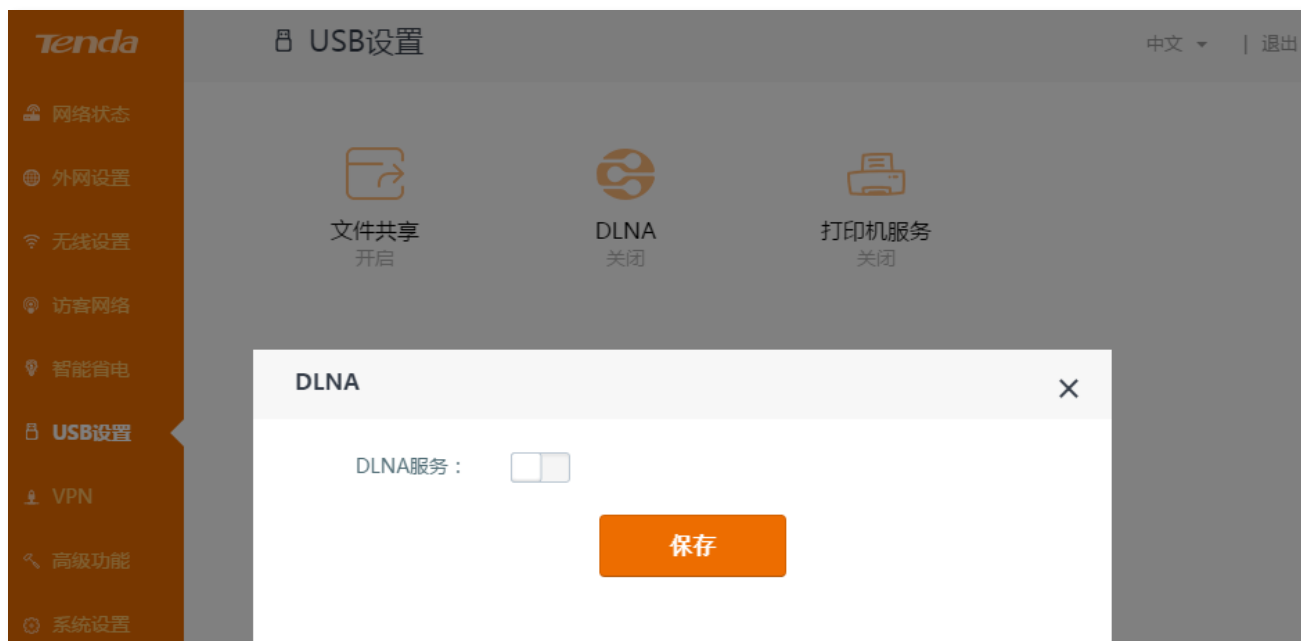 Tenda
USB设置
中文 | 退出
网络状态
外网设置
无线设置
访客网络
智能省电
USB设置
VPN
高级功能
系统设置
文件共享
开启
DLNA
关闭
打印机服务
关闭
DLNA
DLNA服务：
保存